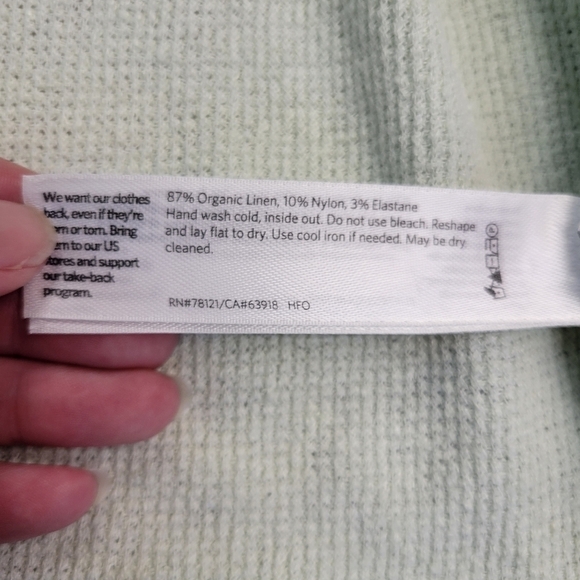 We want our clothes
back, even if they're
or torn. Bring
to our US
stores and support
our take-back
program.
87% Organic Linen, 10% Nylon, 3% Elastane
Hand wash cold, inside out. Do not use bleach. Reshape
and lay flat to dry. Use cool iron if needed. May be dry
cleaned.
RN#78121/CA#63918 HFO